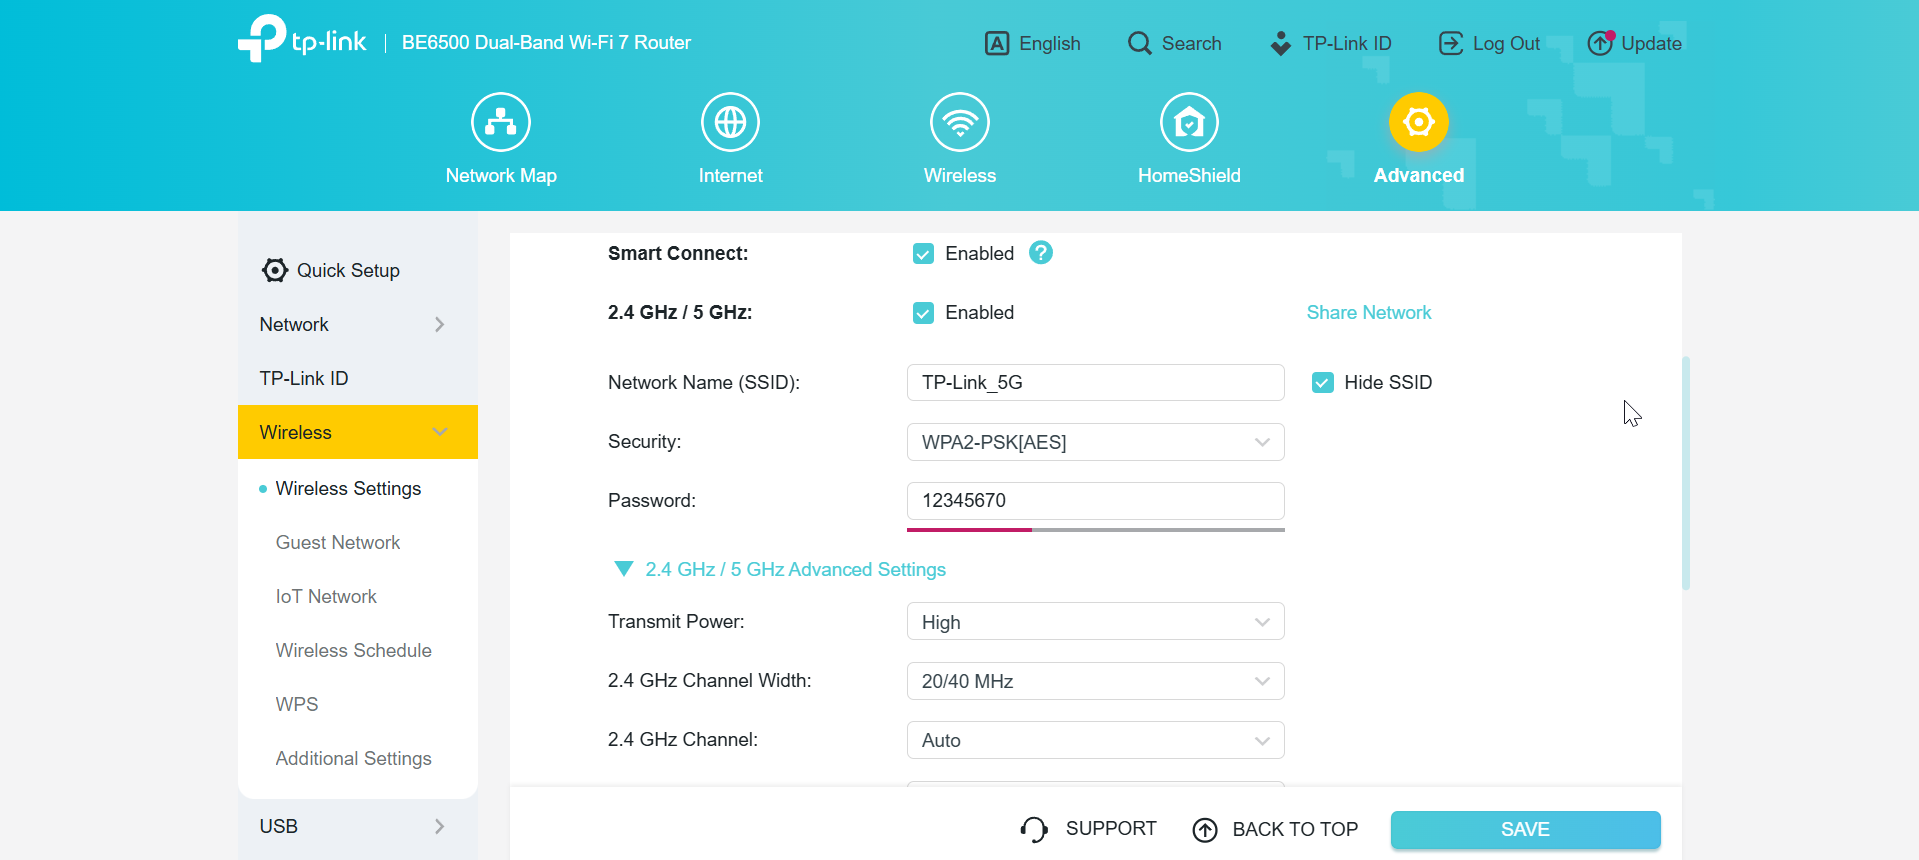 tp-link | BE6500 Dual-Band Wi-Fi 7 Router
English
Search
TP-Link ID
Log Out
Update
Network Map
Internet
Wireless
HomeShield
Advanced
Quick Setup
Network
TP-Link ID
Wireless
Wireless Settings
Guest Network
IoT Network
Wireless Schedule
WPS
Additional Settings
USB
Smart Connect: Enabled ?
2.4 GHz / 5 GHz: Enabled Share Network
Network Name (SSID): TP-Link_5G Hide SSID
Security: WPA2-PSK[AES]
Password: 12345670
2.4 GHz / 5 GHz Advanced Settings
Transmit Power: High
2.4 GHz Channel Width: 20/40 MHz
2.4 GHz Channel: Auto
SUPPORT
BACK TO TOP
SAVE